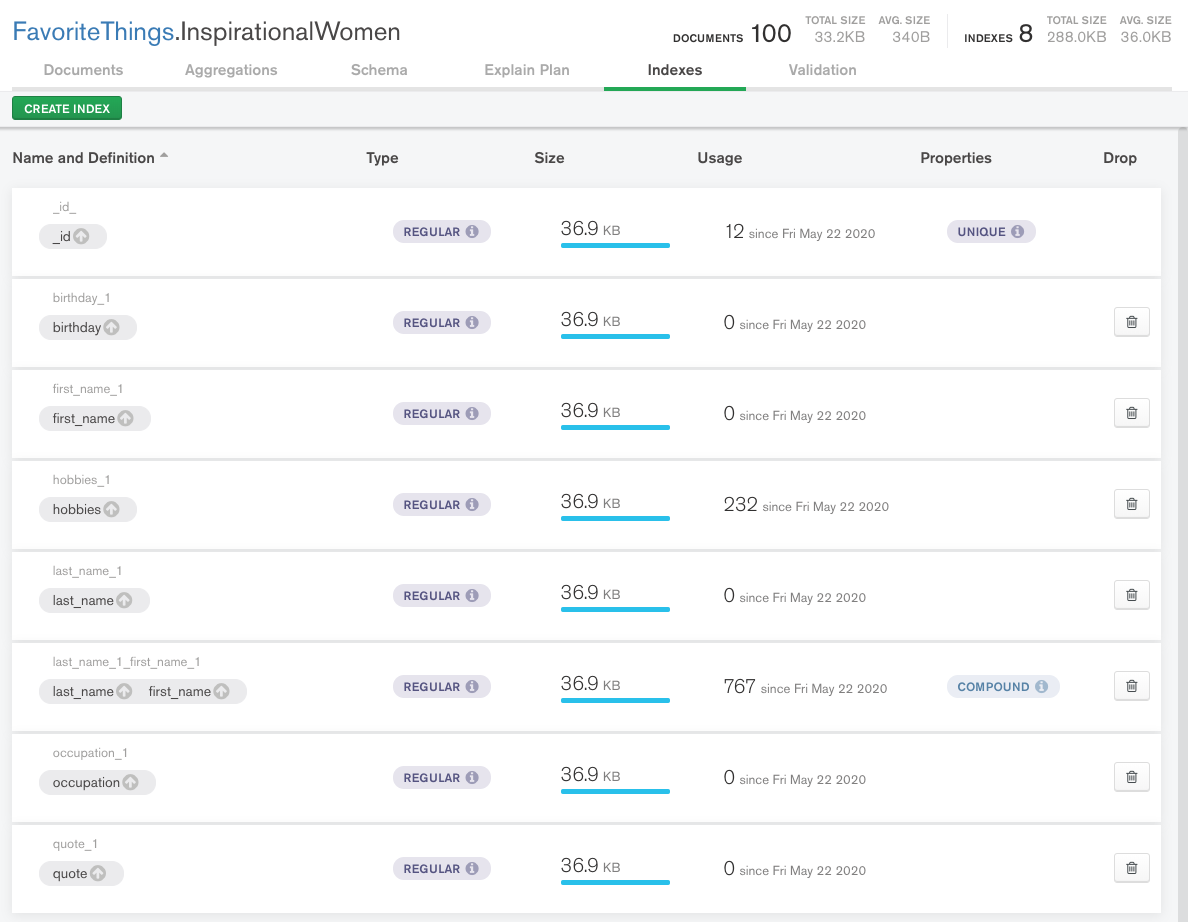 FavoriteThings.InspirationalWomen
DOCUMENTS 100 TOTAL SIZE 33.2KB AVG. SIZE 340B INDEXES 8 TOTAL SIZE 288.0KB AVG. SIZE 36.0KB
Documents Aggregations Schema Explain Plan Indexes Validation
CREATE INDEX
Name and Definition Type Size Usage Properties Drop
_id_
_id REGULAR 36.9 KB 12 since Fri May 22 2020 UNIQUE
birthday_1
birthday REGULAR 36.9 KB 0 since Fri May 22 2020
first_name_1
first_name REGULAR 36.9 KB 0 since Fri May 22 2020
hobbies_1
hobbies REGULAR 36.9 KB 232 since Fri May 22 2020
last_name_1
last_name REGULAR 36.9 KB 0 since Fri May 22 2020
last_name_1_first_name_1
last_name first_name REGULAR 36.9 KB 767 since Fri May 22 2020 COMPOUND
occupation_1
occupation REGULAR 36.9 KB 0 since Fri May 22 2020
quote_1
quote REGULAR 36.9 KB 0 since Fri May 22 2020